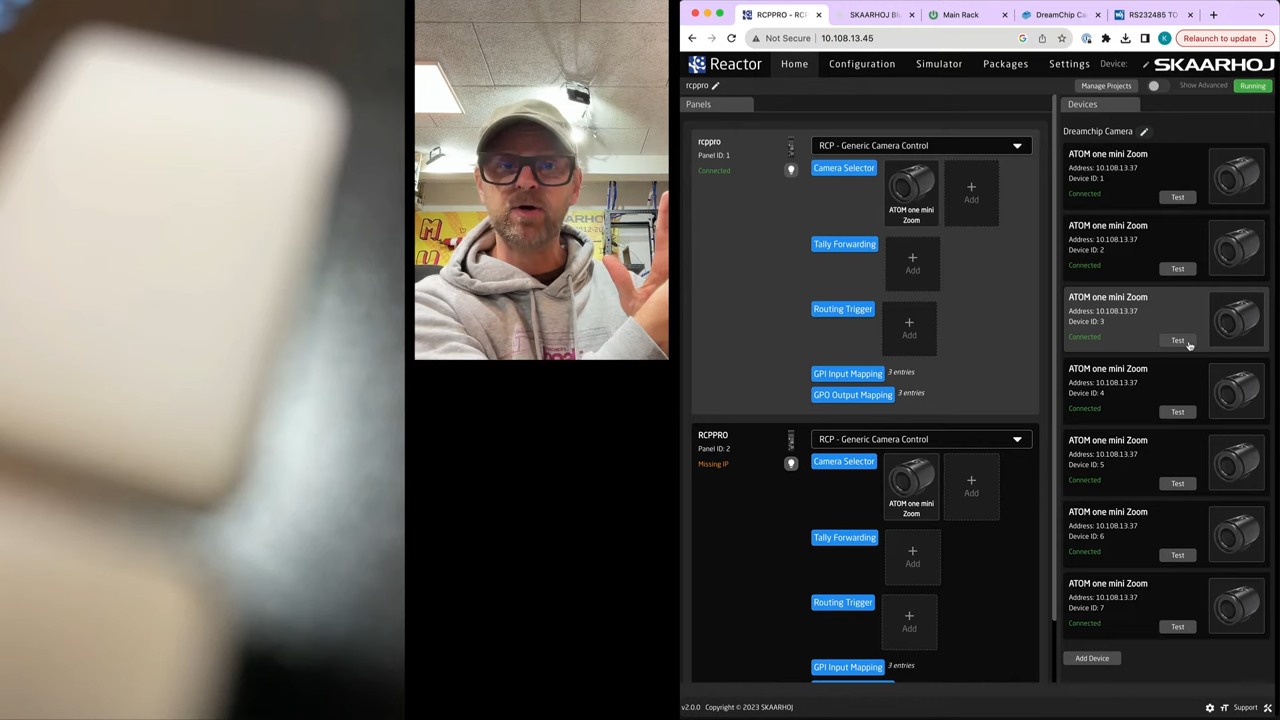 RCPPRO - RCP
SKAARHOJ Blu
Main Rack
DreamChip Ca
RS232485 TO
Not Secure
10.108.13.45
Relaunch to update
Reactor
Home
Configuration
Simulator
Packages
Settings
Device:
SKAARHOJ
rcppro
Manage Projects
Show Advanced
Running
Panels
rcppro
Panel ID: 1
Connected
RCP - Generic Camera Control
Camera Selector
ATOM one mini
Zoom
Add
Tally Forwarding
Add
Routing Trigger
Add
GPI Input Mapping
3 entries
GPO Output Mapping
3 entries
RCPPRO
Panel ID: 2
Missing IP
RCP - Generic Camera Control
Camera Selector
ATOM one mini
Zoom
Add
Tally Forwarding
Add
Routing Trigger
Add
GPI Input Mapping
3 entries
Devices
Dreamchip Camera
ATOM one mini Zoom
Address: 10.108.13.37
Device ID: 1
Connected
Test
ATOM one mini Zoom
Address: 10.108.13.37
Device ID: 2
Connected
Test
ATOM one mini Zoom
Address: 10.108.13.37
Device ID: 3
Connected
Test
ATOM one mini Zoom
Address: 10.108.13.37
Device ID: 4
Connected
Test
ATOM one mini Zoom
Address: 10.108.13.37
Device ID: 5
Connected
Test
ATOM one mini Zoom
Address: 10.108.13.37
Device ID: 6
Connected
Test
ATOM one mini Zoom
Address: 10.108.13.37
Device ID: 7
Connected
Test
Add Device
v2.0.0 Copyright © 2023 SKAARHOJ
Support